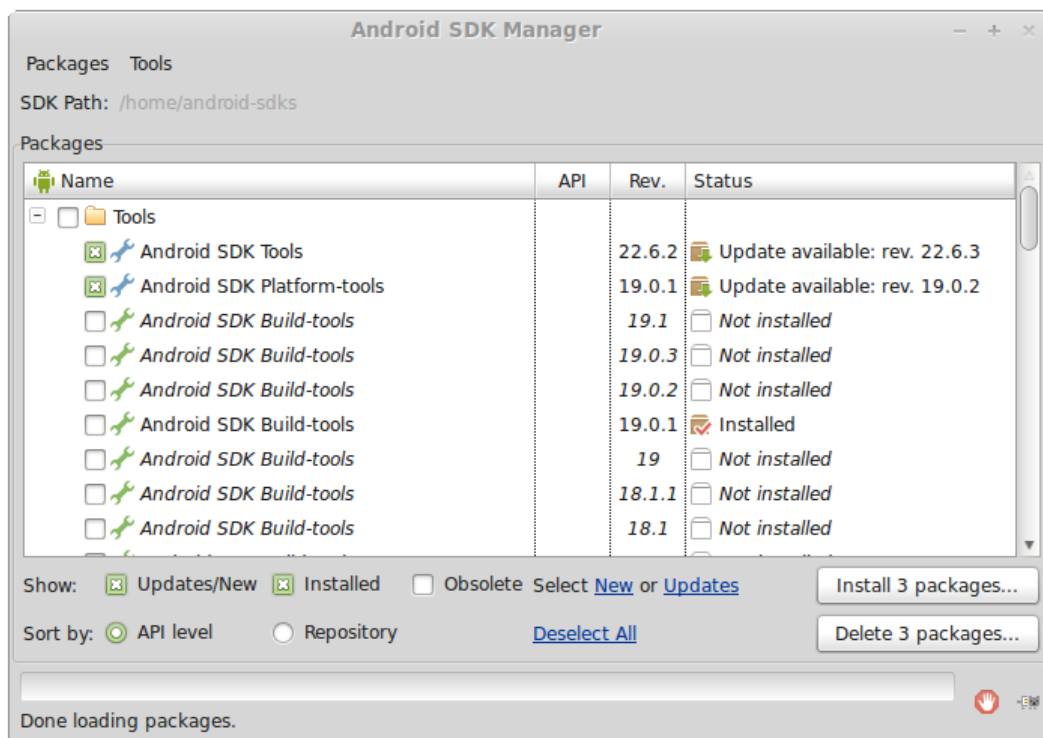 Android SDK Manager
Packages Tools
SDK Path: /home/android-sdks
Packages
Name API Rev. Status
Tools
Android SDK Tools 22.6.2 Update available: rev. 22.6.3
Android SDK Platform-tools 19.0.1 Update available: rev. 19.0.2
Android SDK Build-tools 19.1 Not installed
Android SDK Build-tools 19.0.3 Not installed
Android SDK Build-tools 19.0.2 Not installed
Android SDK Build-tools 19.0.1 Installed
Android SDK Build-tools 19 Not installed
Android SDK Build-tools 18.1.1 Not installed
Android SDK Build-tools 18.1 Not installed
Show: Updates/New Installed Obsolete Select New or Updates Install 3 packages...
Sort by: API level Repository Deselect All Delete 3 packages...
Done loading packages.